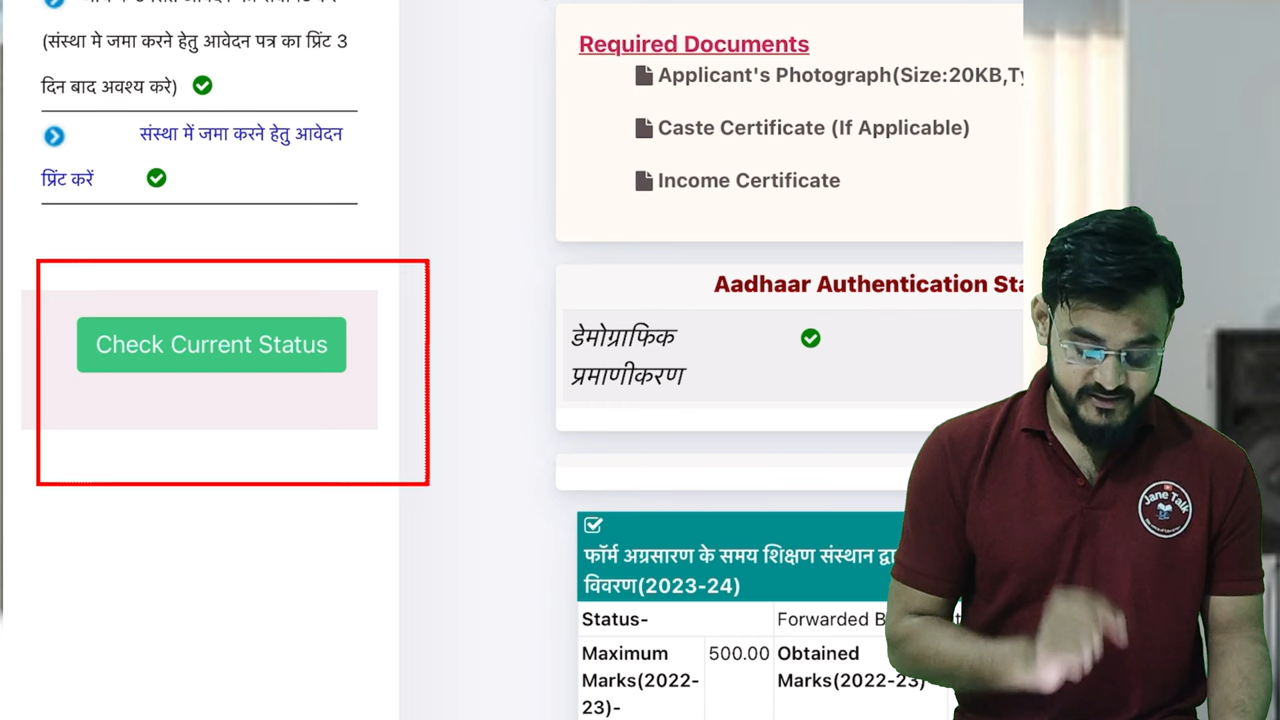 (संस्था मे जमा करने हेतु आवेदन पत्र का प्रिंट 3
दिन बाद अवश्य करे)
संस्था में जमा करने हेतु आवेदन
प्रिंट करें
Check Current Status
Required Documents
Applicant's Photograph(Size:20KB,Ty
Caste Certificate (If Applicable)
Income Certificate
Aadhaar Authentication Sta
डेमोग्राफिक
प्रमाणीकरण
फॉर्म अग्रसारण के समय शिक्षण संस्थान द्वा
विवरण(2023-24)
Status- Forwarded B
Maximum 500.00 Obtained
Marks(2022- Marks(2022-23)
23)-
Jane Talk